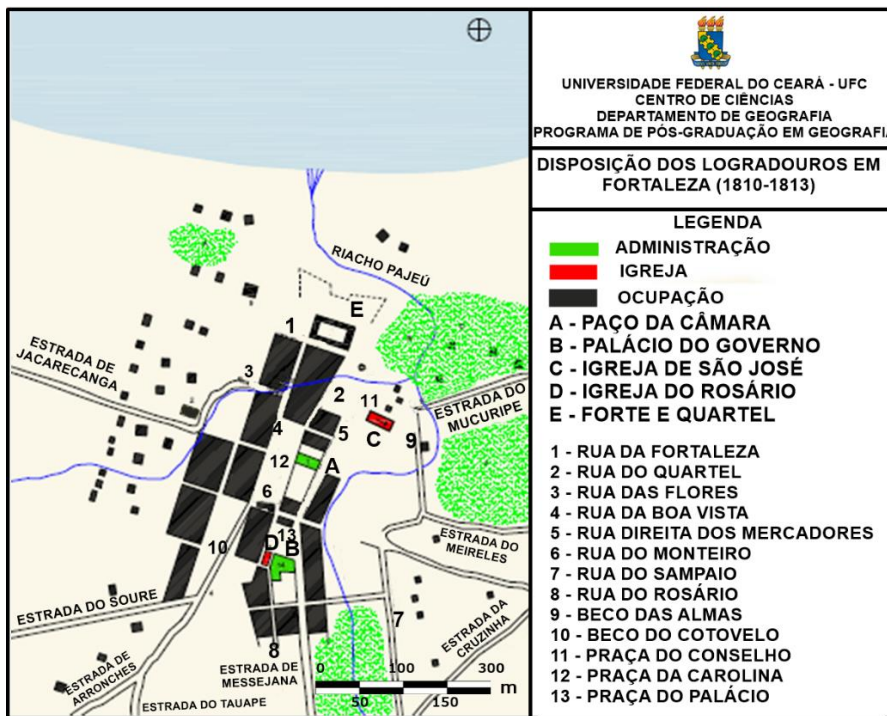 RIACHO PAJEÚ
E
1
ESTRADA DE
JACARECANGA
3
2
11
ESTRADA DO
MUCURIPE
4
5
C
9
12
A
6
13
D
B
10
ESTRADA DO
MEIRELES
ESTRADA DO SOURE
7
ESTRADA DA
CRUZINHA
8
ESTRADA DE
ARRONCHES
ESTRADA DE
MESSEJANA
ESTRADA DO TAUAPE
0 100 300
m
50 150
UNIVERSIDADE FEDERAL DO CEARÁ - UFC
CENTRO DE CIÊNCIAS
DEPARTAMENTO DE GEOGRAFIA
PROGRAMA DE PÓS-GRADUAÇÃO EM GEOGRAFIA
DISPOSIÇÃO DOS LOGRADOUROS EM
FORTALEZA (1810-1813)
LEGENDA
ADMINISTRAÇÃO
IGREJA
OCUPAÇÃO
A - PAÇO DA CÂMARA
B - PALÁCIO DO GOVERNO
C - IGREJA DE SÃO JOSÉ
D - IGREJA DO ROSÁRIO
E - FORTE E QUARTEL
1 - RUA DA FORTALEZA
2 - RUA DO QUARTEL
3 - RUA DAS FLORES
4 - RUA DA BOA VISTA
5 - RUA DIREITA DOS MERCADORES
6 - RUA DO MONTEIRO
7 - RUA DO SAMPAIO
8 - RUA DO ROSÁRIO
9 - BECO DAS ALMAS
10 - BECO DO COTOVELO
11 - PRAÇA DO CONSELHO
12 - PRAÇA DA CAROLINA
13 - PRAÇA DO PALÁCIO